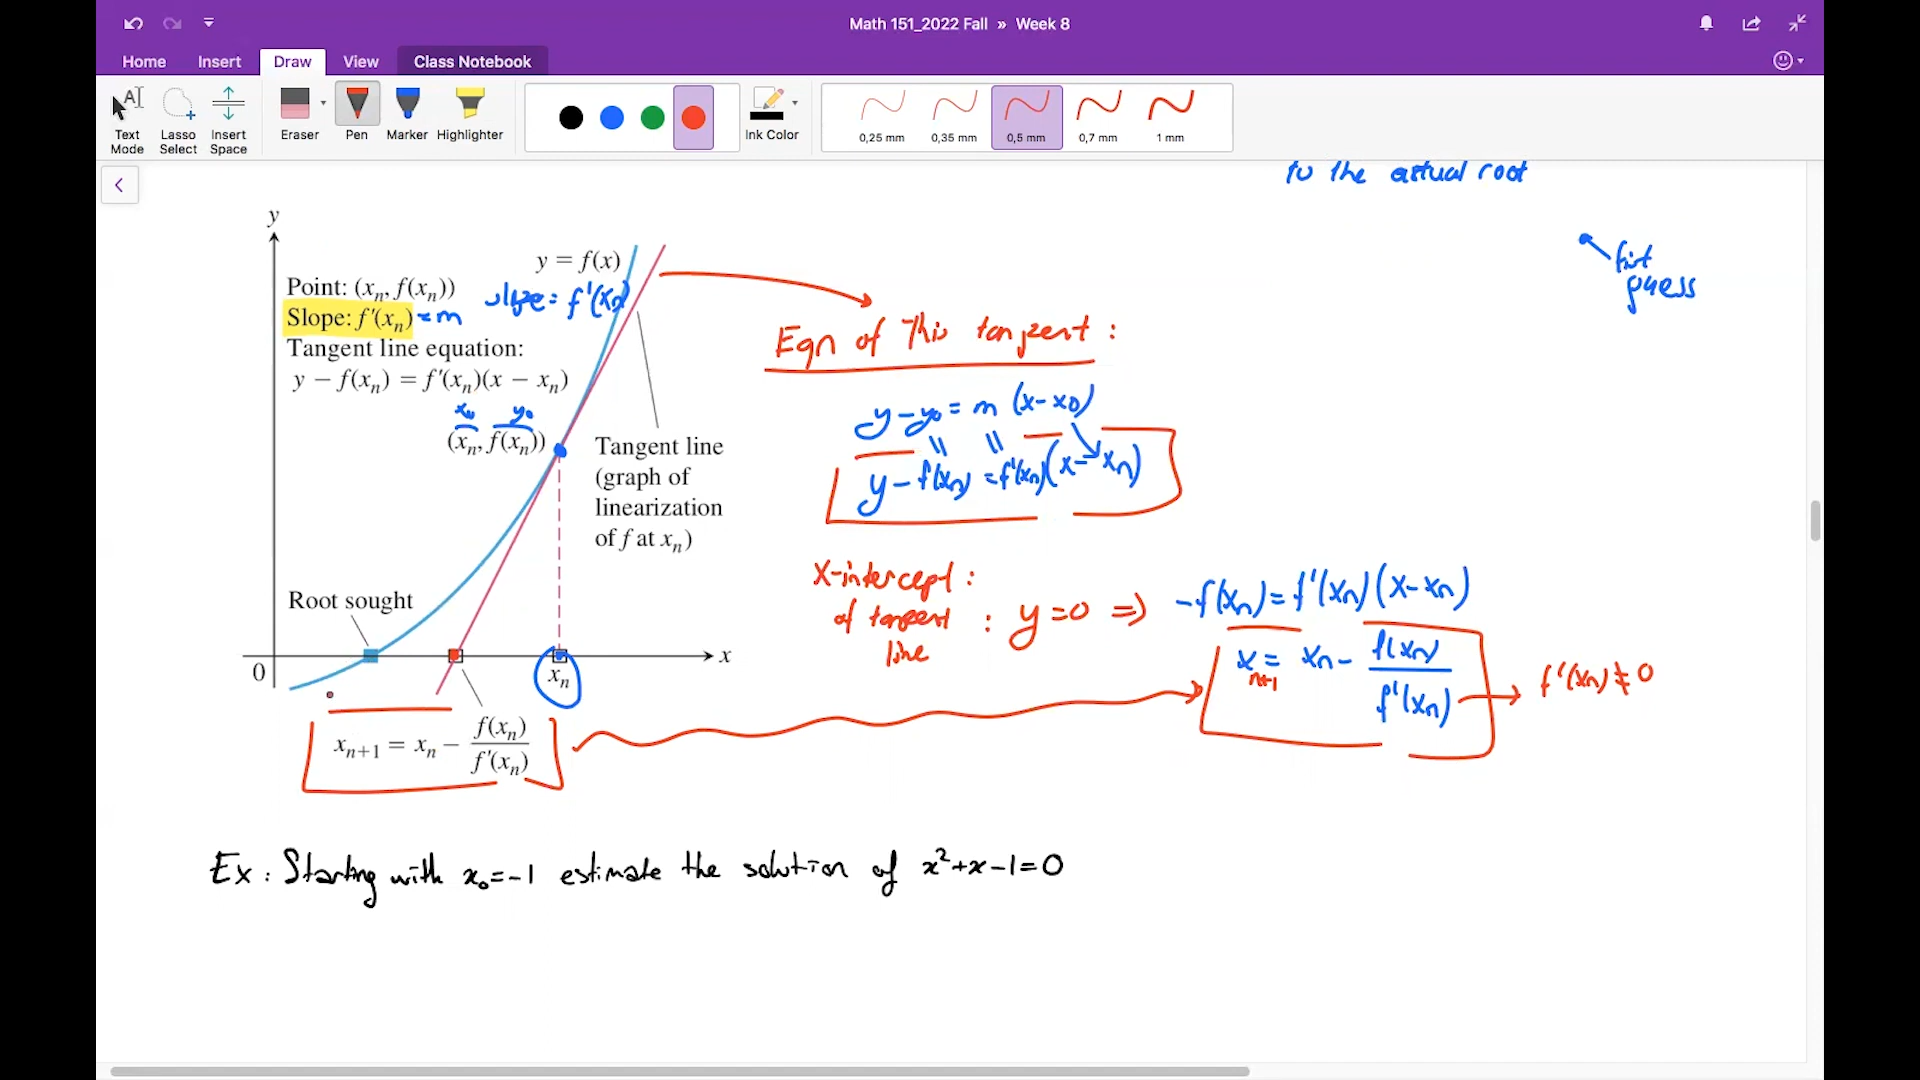 Math 151_2022 Fall » Week 8
Home Insert Draw View Class Notebook
Text Mode
Lasso Select
Insert Space
Eraser
Pen
Marker
Highlighter
Ink Color
0,25 mm
0,35 mm
0,5 mm
0,7 mm
1 mm
to the actual root
first
guess
y
y = f(x)
Point: (xₙ, f(xₙ))
slope = f'(xₙ)
Slope: f'(xₙ) = m
Tangent line equation:
y − f(xₙ) = f'(xₙ)(x − xₙ)
x₀ y₀
(xₙ, f(xₙ))
Tangent line
(graph of
linearization
of f at xₙ)
Root sought
0
xₙ
x
xₙ₊₁ = xₙ − f(xₙ)/f'(xₙ)
Eqn of this tangent :
y − y₀ = m (x − x₀)
y − f(xₙ) = f'(xₙ)(x − xₙ)
x-intercept :
of tangent
line
: y = 0 ⇒ −f(xₙ) = f'(xₙ)(x − xₙ)
xₙ₊₁ = xₙ − f(xₙ)/f'(xₙ) → f'(xₙ) ≠ 0
Ex : Starting with x₀ = −1 estimate the solution of x² + x − 1 = 0